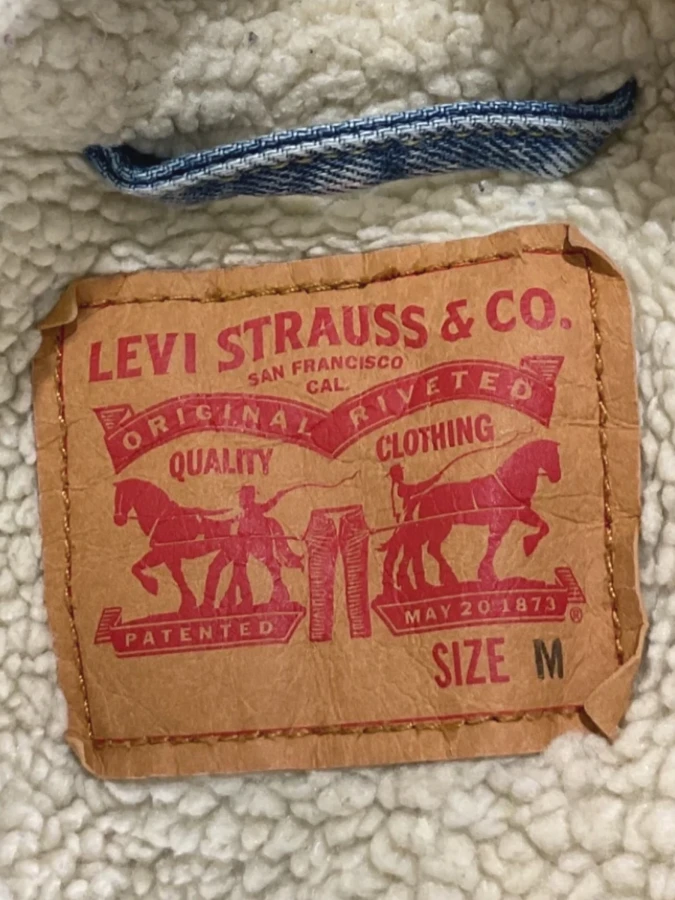 LEVI STRAUSS & CO.
SAN FRANCISCO
CAL.
ORIGINAL RIVETED
QUALITY CLOTHING
PATENTED MAY 20 1873 ®
SIZE M